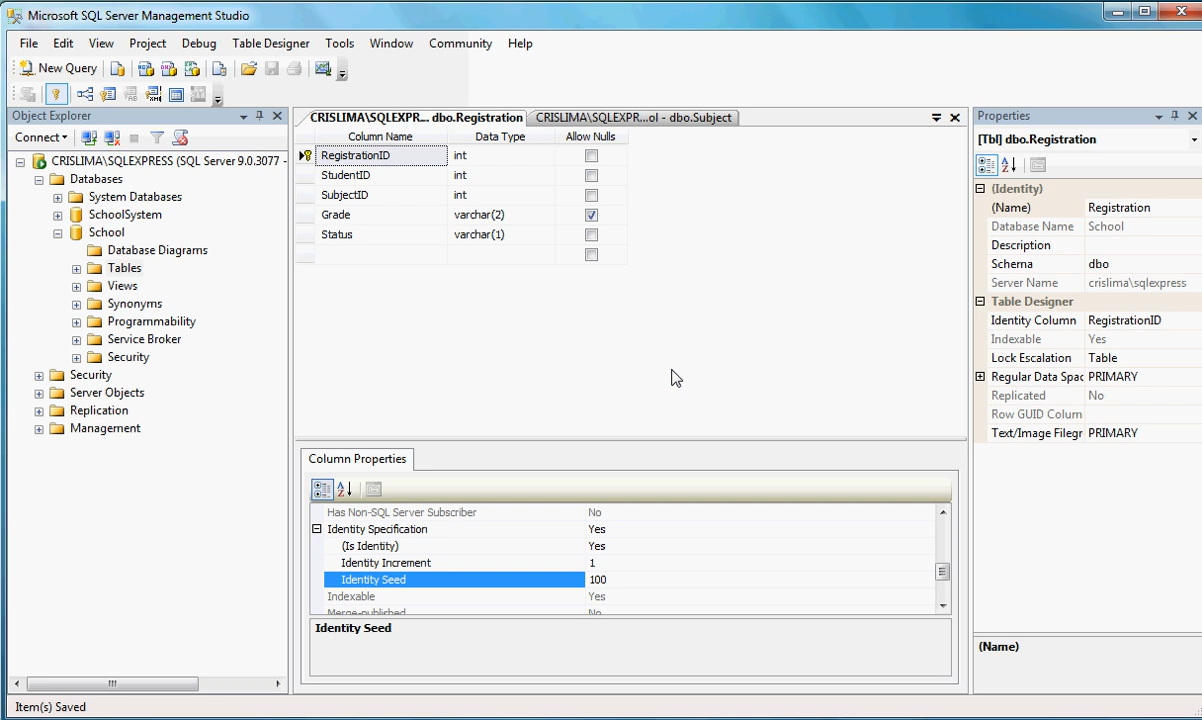 Microsoft SQL Server Management Studio
File Edit View Project Debug Table Designer Tools Window Community Help
New Query
Object Explorer
Connect
CRISLIMA\SQLEXPRESS (SQL Server 9.0.3077 -
Databases
System Databases
SchoolSystem
School
Database Diagrams
Tables
Views
Synonyms
Programmability
Service Broker
Security
Security
Server Objects
Replication
Management
CRISLIMA\SQLEXPR... dbo.Registration CRISLIMA\SQLEXPR...ol - dbo.Subject
Column Name Data Type Allow Nulls
RegistrationID int
StudentID int
SubjectID int
Grade varchar(2)
Status varchar(1)
Column Properties
Has Non-SQL Server Subscriber No
Identity Specification Yes
(Is Identity) Yes
Identity Increment 1
Identity Seed 100
Indexable Yes
Merge-published No
Identity Seed
Properties
[Tbl] dbo.Registration
(Identity)
(Name) Registration
Database Name School
Description
Schema dbo
Server Name crislima\sqlexpress
Table Designer
Identity Column RegistrationID
Indexable Yes
Lock Escalation Table
Regular Data Spac PRIMARY
Replicated No
Row GUID Colum
Text/Image Filegr PRIMARY
(Name)
Item(s) Saved